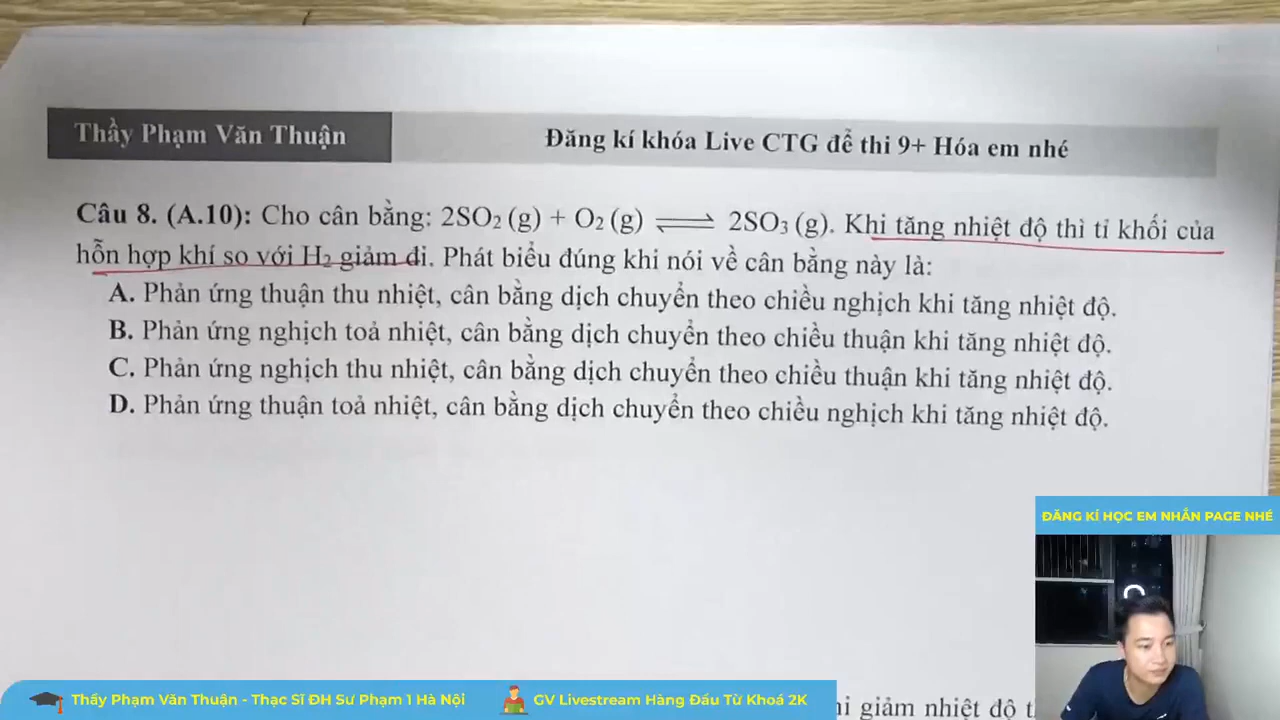 Thầy Phạm Văn Thuận
Đăng kí khóa Live CTG để thi 9+ Hóa em nhé
Câu 8. (A.10): Cho cân bằng: 2SO₂ (g) + O₂ (g) ⇌ 2SO₃ (g). Khi tăng nhiệt độ thì tỉ khối của
hỗn hợp khí so với H₂ giảm đi. Phát biểu đúng khi nói về cân bằng này là:
A. Phản ứng thuận thu nhiệt, cân bằng dịch chuyển theo chiều nghịch khi tăng nhiệt độ.
B. Phản ứng nghịch toả nhiệt, cân bằng dịch chuyển theo chiều thuận khi tăng nhiệt độ.
C. Phản ứng nghịch thu nhiệt, cân bằng dịch chuyển theo chiều thuận khi tăng nhiệt độ.
D. Phản ứng thuận toả nhiệt, cân bằng dịch chuyển theo chiều nghịch khi tăng nhiệt độ.
ĐĂNG KÍ HỌC EM NHẮN PAGE NHÉ
Thầy Phạm Văn Thuận - Thạc Sĩ ĐH Sư Phạm 1 Hà Nội
GV Livestream Hàng Đầu Từ Khoá 2K
giảm nhiệt độ